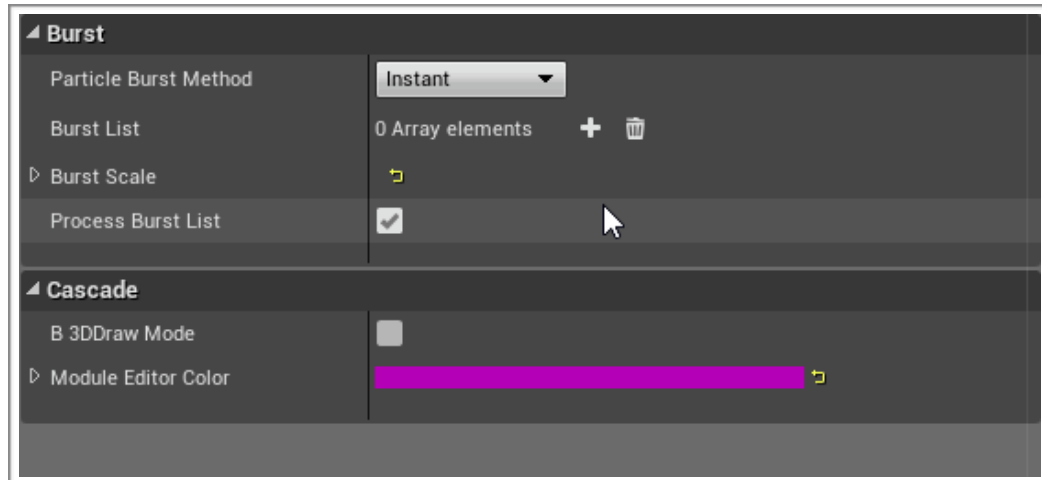 Burst
Particle Burst Method Instant
Burst List 0 Array elements
Burst Scale
Process Burst List
Cascade
B 3DDraw Mode
Module Editor Color